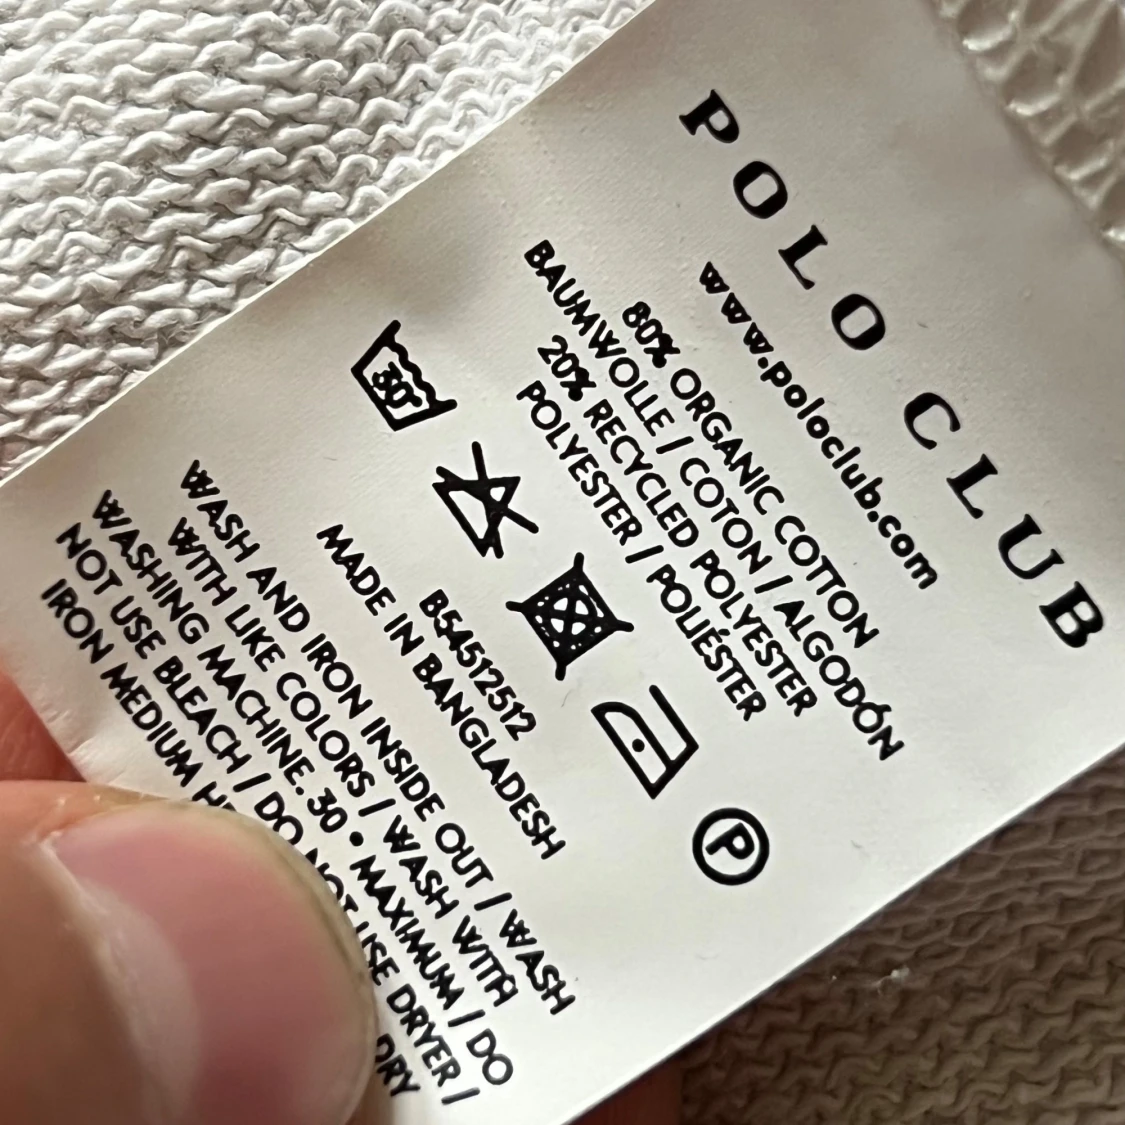 POLO CLUB
www.poloclub.com
80% ORGANIC COTTON
BAUMWOLLE / COTON / ALGODÓN
20% RECYCLED POLYESTER
POLYESTER / POLIÉSTER
30°
P
B54512512
MADE IN BANGLADESH
WASH AND IRON INSIDE OUT / WASH
WITH LIKE COLORS / WASH WITH
WASHING MACHINE. 30 • MAXIMUM / DO
NOT USE BLEACH / DO NOT USE DRYER /
IRON MEDIUM DRY